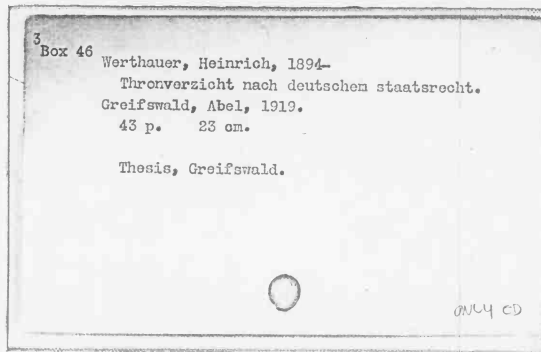 3
Box 46
Werthauer, Heinrich, 1894-
Thronverzicht nach deutschen staatsrecht.
Greifswald, Abel, 1919.
43 p. 23 cm.
Thesis, Greifswald.
ONLY CD